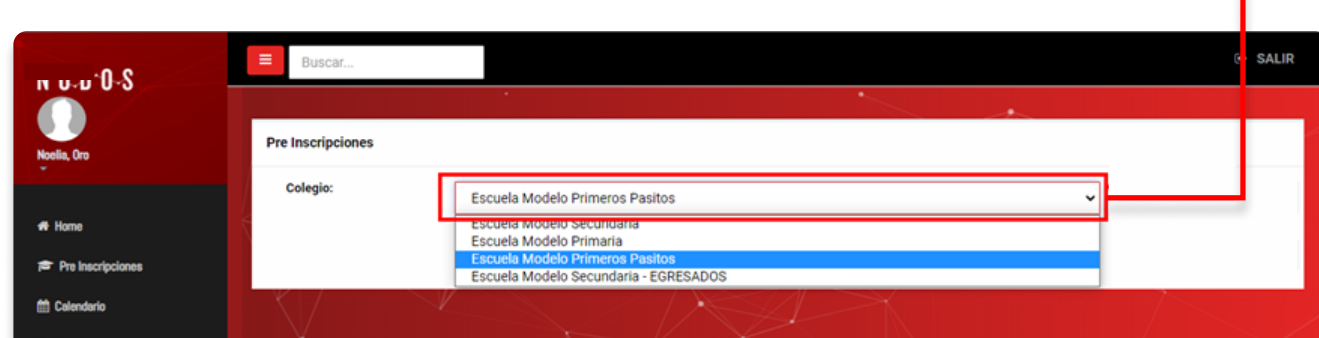 NODOS
Buscar...
SALIR
Noelia, Oro
Pre Inscripciones
Colegio:
Escuela Modelo Primeros Pasitos
Escuela Modelo Secundaria
Escuela Modelo Primaria
Escuela Modelo Primeros Pasitos
Escuela Modelo Secundaria - EGRESADOS
Home
Pre Inscripciones
Calendario